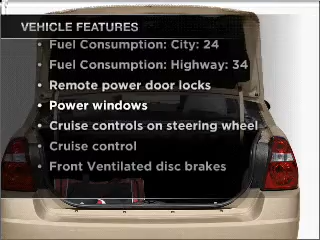 VEHICLE FEATURES
• Fuel Consumption: City: 24
• Fuel Consumption: Highway: 34
• Remote power door locks
• Power windows
• Cruise controls on steering wheel
• Cruise control
• Front Ventilated disc brakes